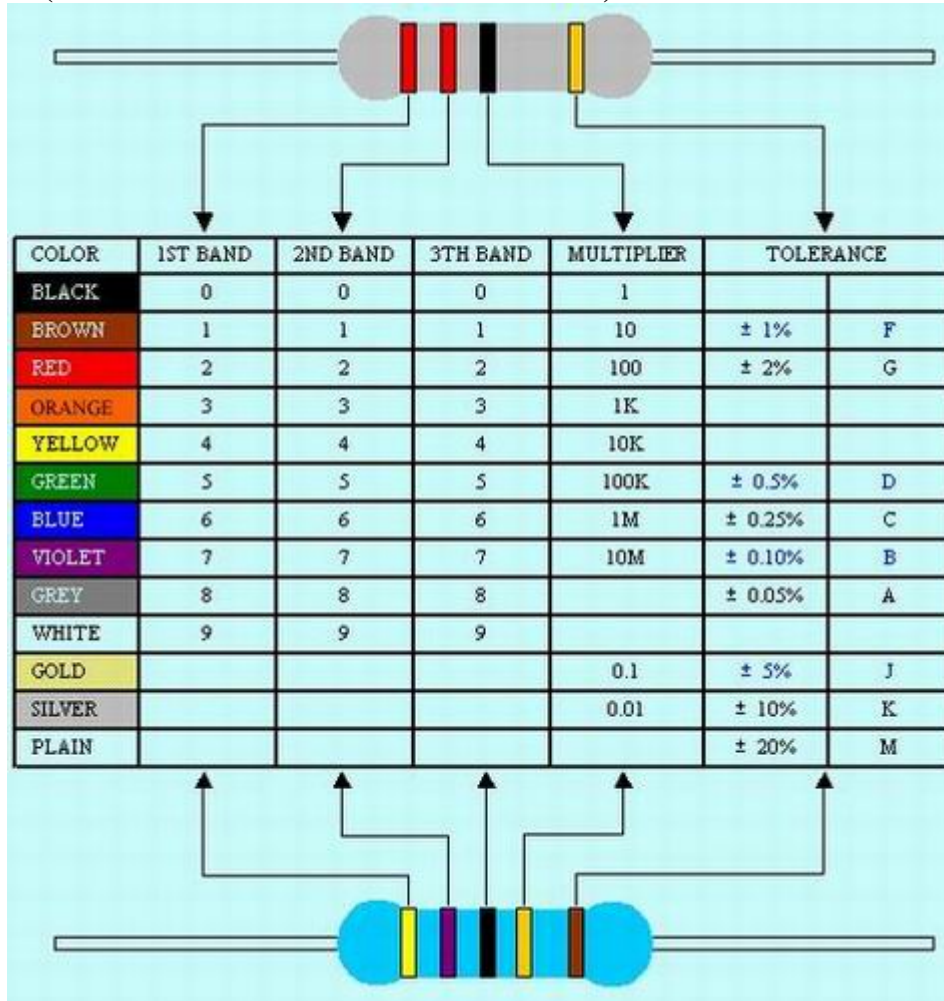 COLOR 1ST BAND 2ND BAND 3TH BAND MULTIPLIER TOLERANCE
BLACK 0 0 0 1
BROWN 1 1 1 10 ± 1% F
RED 2 2 2 100 ± 2% G
ORANGE 3 3 3 1K
YELLOW 4 4 4 10K
GREEN 5 5 5 100K ± 0.5% D
BLUE 6 6 6 1M ± 0.25% C
VIOLET 7 7 7 10M ± 0.10% B
GREY 8 8 8 ± 0.05% A
WHITE 9 9 9
GOLD 0.1 ± 5% J
SILVER 0.01 ± 10% K
PLAIN ± 20% M